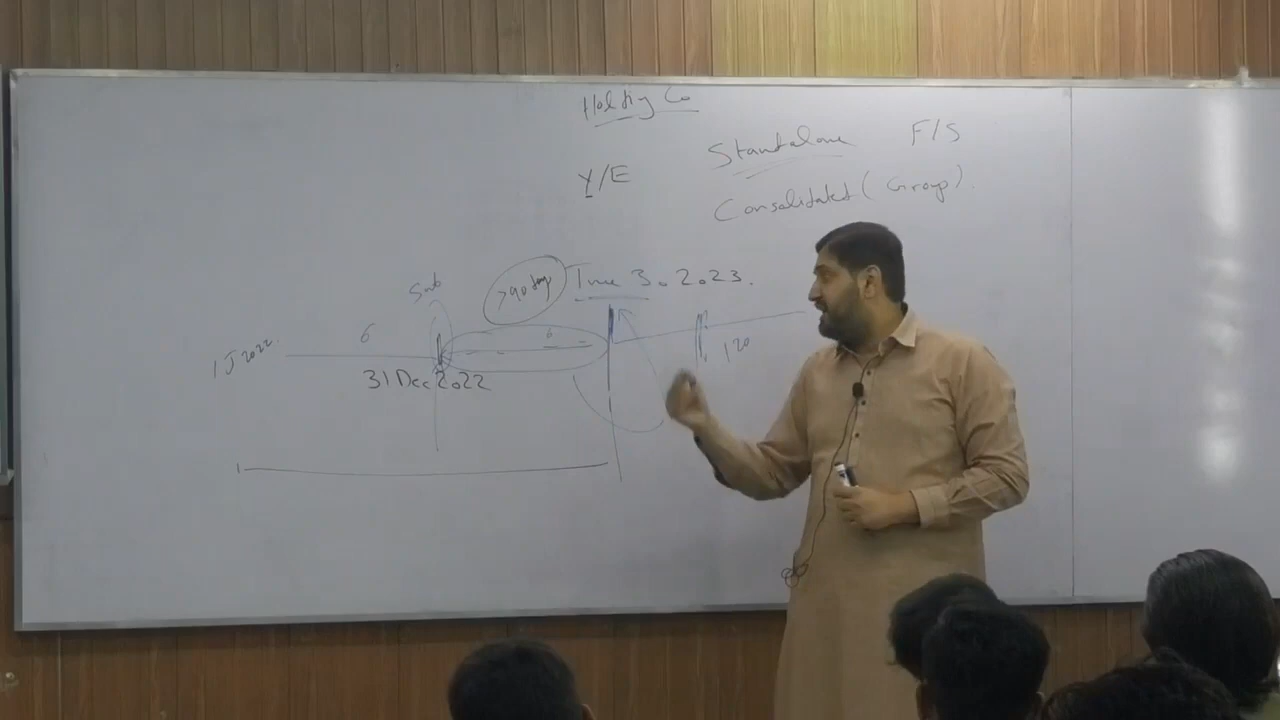 Holding Co
Standalone F/S
Y/E
Consolidated (Group).
Sub
>90 days
June 30 2023.
1 J 2022.
6
6
120
31 Dec 2022